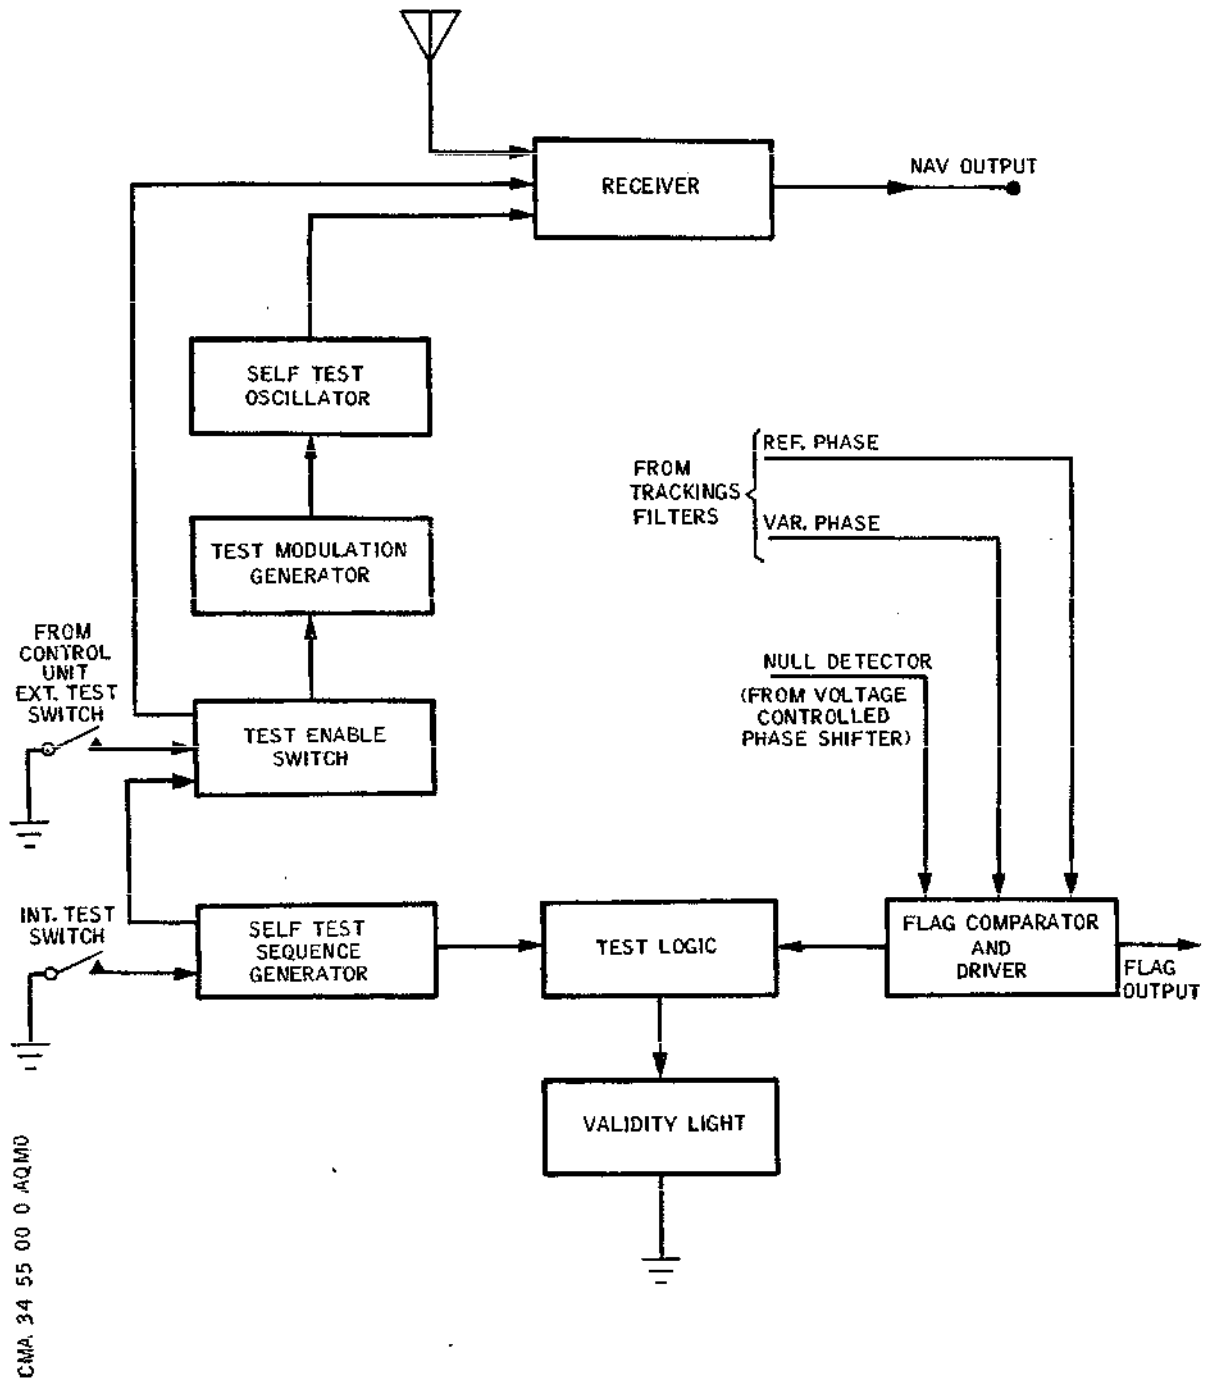 RECEIVER
NAV OUTPUT
SELF TEST
OSCILLATOR
FROM
TRACKINGS
FILTERS
REF. PHASE
VAR. PHASE
TEST MODULATION
GENERATOR
FROM
CONTROL
UNIT
EXT. TEST
SWITCH
TEST ENABLE
SWITCH
NULL DETECTOR
(FROM VOLTAGE
CONTROLLED
PHASE SHIFTER)
INT. TEST
SWITCH
SELF TEST
SEQUENCE
GENERATOR
TEST LOGIC
FLAG COMPARATOR
AND
DRIVER
FLAG
OUTPUT
VALIDITY LIGHT
CMA 34 55 00 0 AQM0